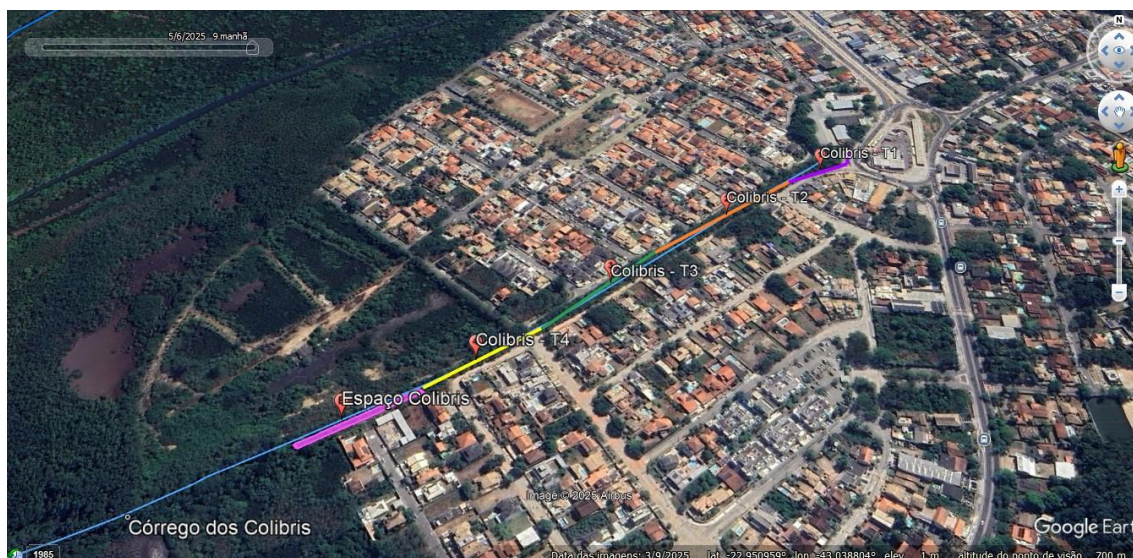 5/6/2025 9 manhã
N
Colibris - T1
Colibris - T2
Colibris - T3
Colibris - T4
Espaço Colibris
Image © 2025 Airbus
Córrego dos Colibris
Google Eart
1985
Data das imagens: 3/9/2025 lat. -22.950959° lon. -43.038804° elev. 1 m altitude do ponto de visão 700 m